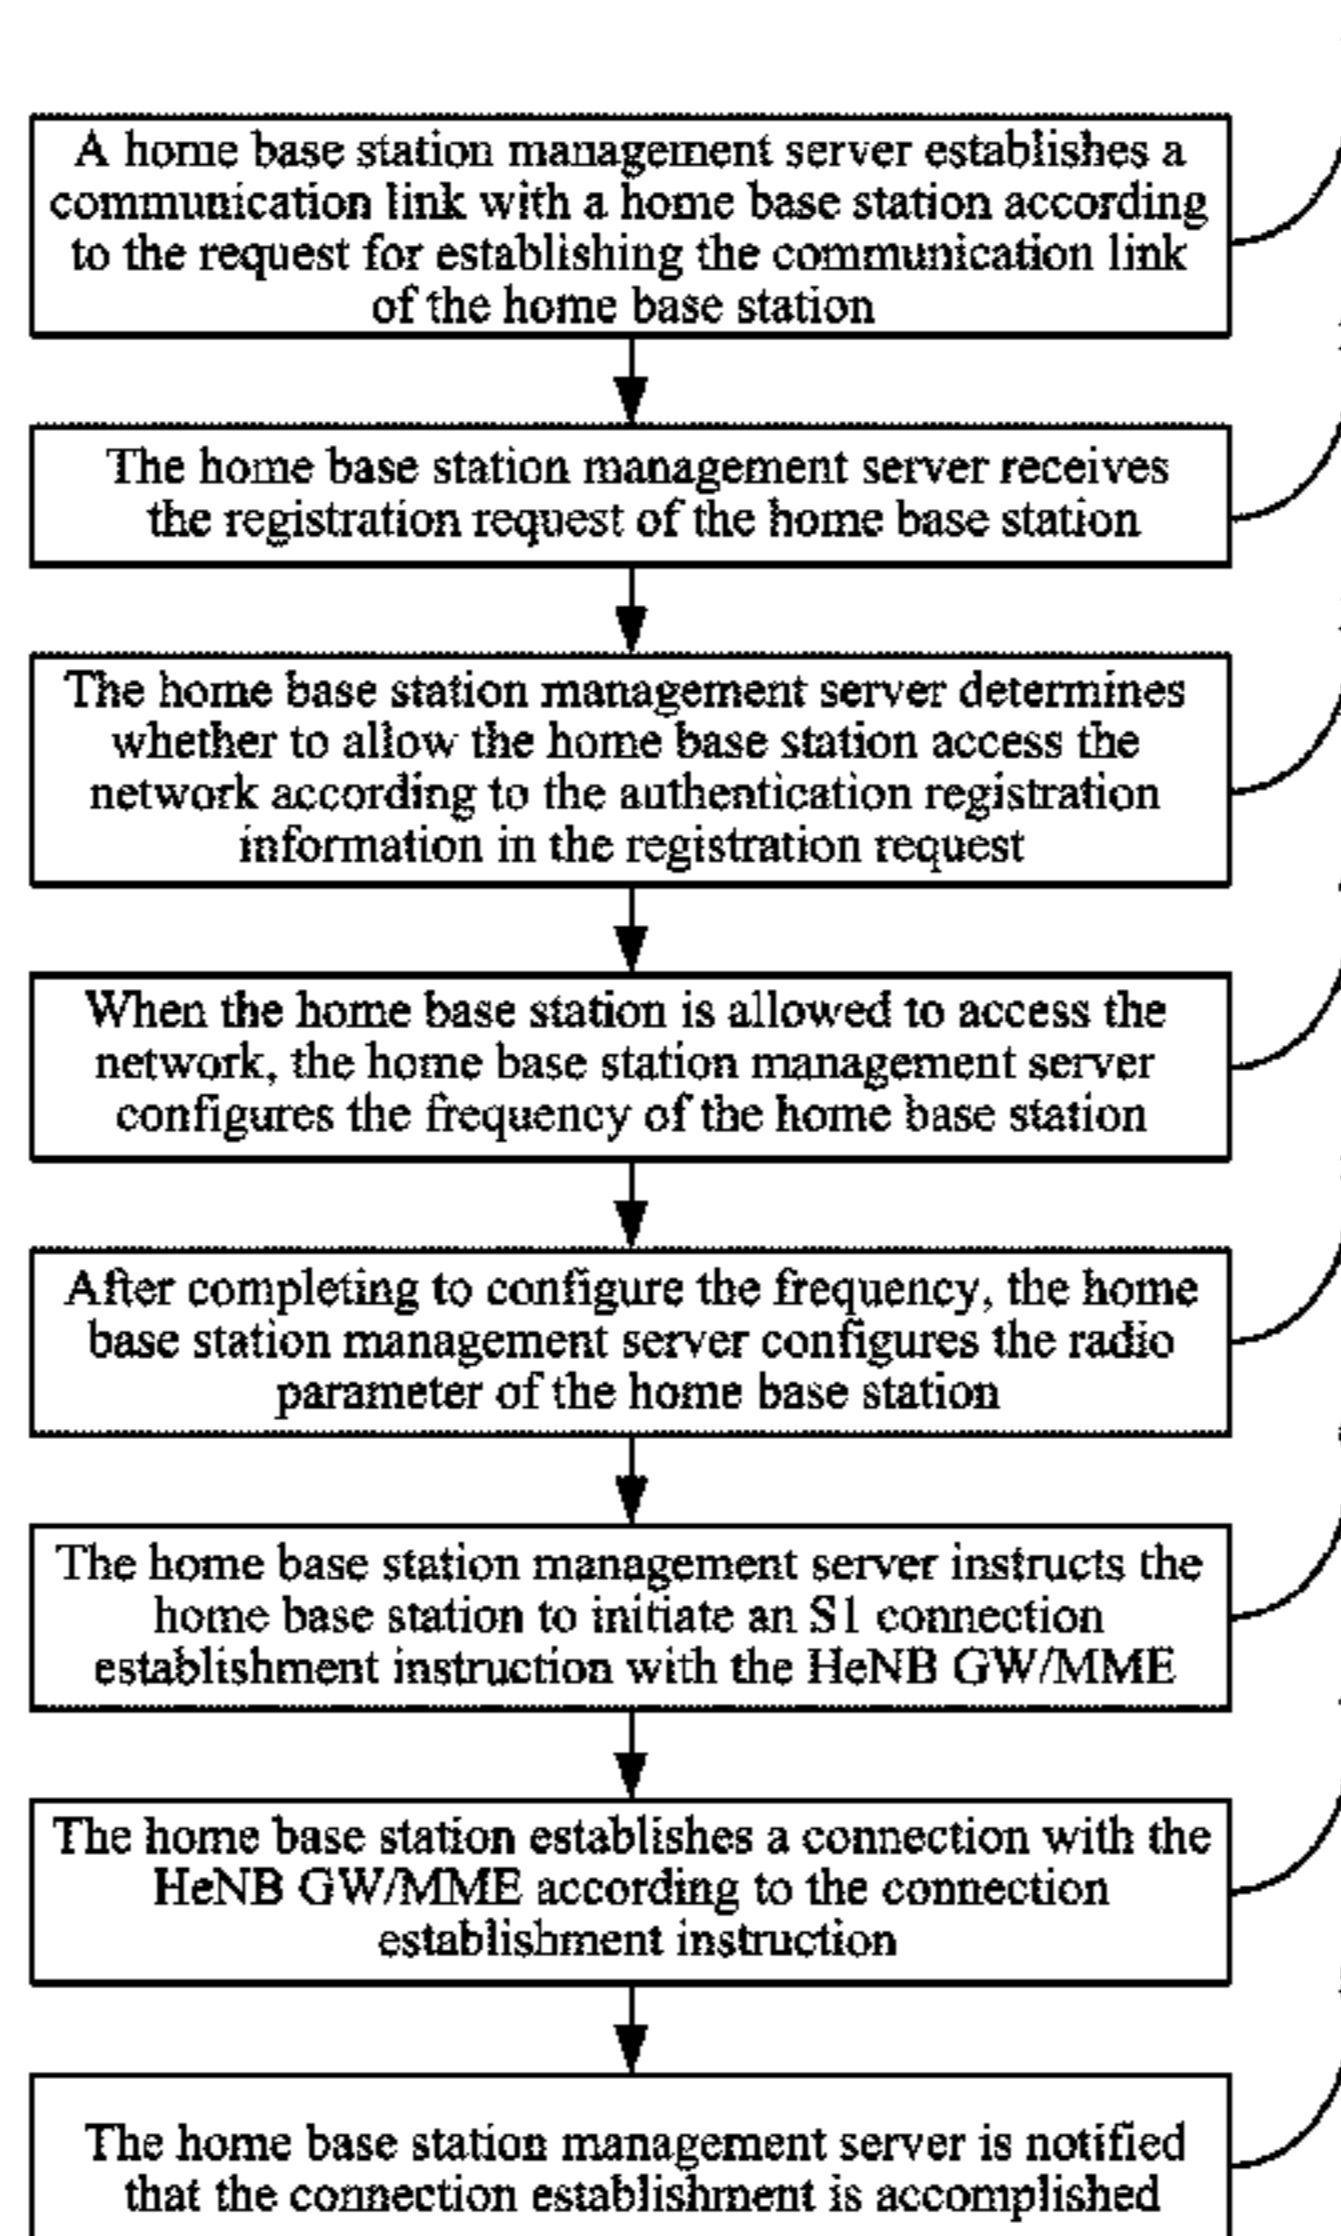 A home base station management server establishes a
communication link with a home base station according
to the request for establishing the communication link
of the home base station
The home base station management server receives
the registration request of the home base station
The home base station management server determines
whether to allow the home base station access the
network according to the authentication registration
information in the registration request
When the home base station is allowed to access the
network, the home base station management server
configures the frequency of the home base station
After completing to configure the frequency, the home
base station management server configures the radio
parameter of the home base station
The home base station management server instructs the
home base station to initiate an S1 connection
establishment instruction with the HeNB GW/MME
The home base station establishes a connection with the
HeNB GW/MME according to the connection
establishment instruction
The home base station management server is notified
that the connection establishment is accomplished